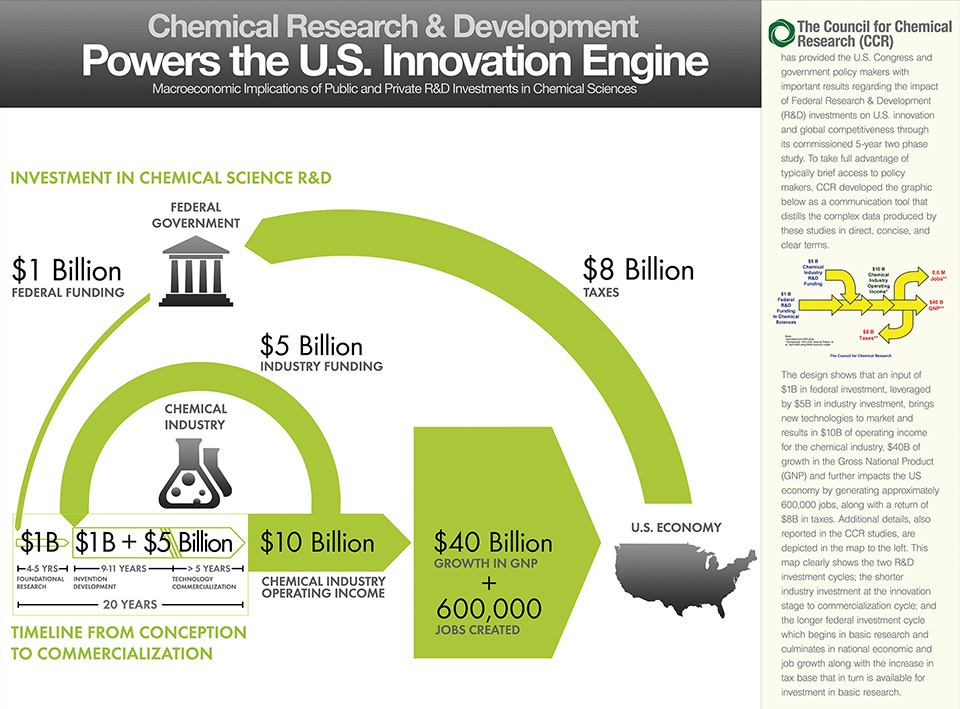 Chemical Research & Development
Powers the U.S. Innovation Engine
Macroeconomic Implications of Public and Private R&D Investments in Chemical Sciences
INVESTMENT IN CHEMICAL SCIENCE R&D
FEDERAL
GOVERNMENT
$1 Billion
FEDERAL FUNDING
$8 Billion
TAXES
$5 Billion
INDUSTRY FUNDING
CHEMICAL
INDUSTRY
$1B
$1B + $5 Billion
$10 Billion
CHEMICAL INDUSTRY
OPERATING INCOME
4-5 YRS
9-11 YEARS
> 5 YEARS
FOUNDATIONAL
RESEARCH
INVENTION
DEVELOPMENT
TECHNOLOGY
COMMERCIALIZATION
20 YEARS
TIMELINE FROM CONCEPTION
TO COMMERCIALIZATION
$40 Billion
GROWTH IN GNP
+
600,000
JOBS CREATED
U.S. ECONOMY
The Council for Chemical
Research (CCR)
has provided the U.S. Congress and
government policy makers with
important results regarding the impact
of Federal Research & Development
(R&D) investments on U.S. innovation
and global competitiveness through
its commissioned 5-year two phase
study. To take full advantage of
typically brief access to policy
makers, CCR developed the graphic
below as a communication tool that
distills the complex data produced by
these studies in direct, concise, and
clear terms.
$5 B
Chemical
Industry
R&D
Funding
$10 B
Chemical
Industry
Operating
Income*
0.6 M
Jobs**
$1 B
Federal
R&D
Funding
in Chemical
Sciences
$40 B
GNP**
$8 B
Taxes**
The Council for Chemical Research
The design shows that an input of
$1B in federal investment, leveraged
by $5B in industry investment, brings
new technologies to market and
results in $10B of operating income
for the chemical industry, $40B of
growth in the Gross National Product
(GNP) and further impacts the US
economy by generating approximately
600,000 jobs, along with a return of
$8B in taxes. Additional details, also
reported in the CCR studies, are
depicted in the map to the left. This
map clearly shows the two R&D
investment cycles; the shorter
industry investment at the innovation
stage to commercialization cycle; and
the longer federal investment cycle
which begins in basic research and
culminates in national economic and
job growth along with the increase in
tax base that in turn is available for
investment in basic research.